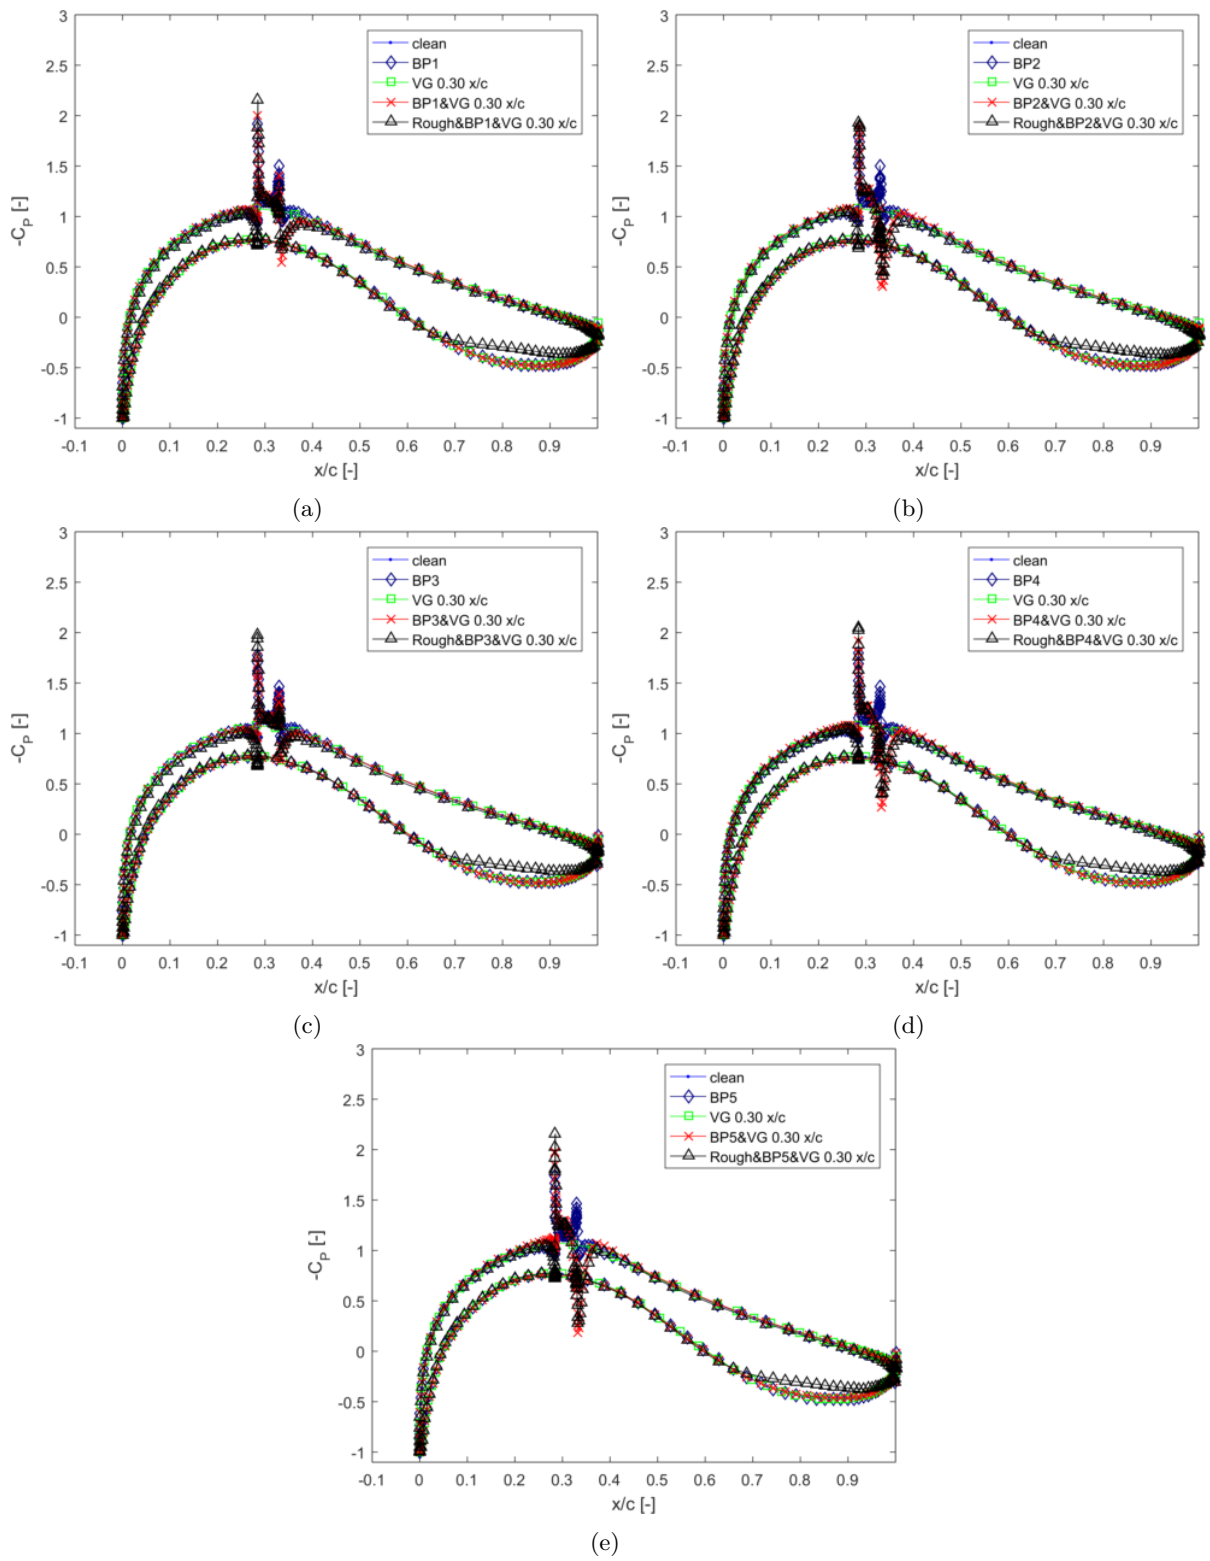 3
2.5
2
1.5
1
0.5
0
-0.5
-1
-C_P [-]
-0.1 0 0.1 0.2 0.3 0.4 0.5 0.6 0.7 0.8 0.9
x/c [-]
clean
BP1
VG 0.30 x/c
BP1&VG 0.30 x/c
Rough&BP1&VG 0.30 x/c
(a)
3
2.5
2
1.5
1
0.5
0
-0.5
-1
-C_P [-]
-0.1 0 0.1 0.2 0.3 0.4 0.5 0.6 0.7 0.8 0.9
x/c [-]
clean
BP2
VG 0.30 x/c
BP2&VG 0.30 x/c
Rough&BP2&VG 0.30 x/c
(b)
3
2.5
2
1.5
1
0.5
0
-0.5
-1
-C_P [-]
-0.1 0 0.1 0.2 0.3 0.4 0.5 0.6 0.7 0.8 0.9
x/c [-]
clean
BP3
VG 0.30 x/c
BP3&VG 0.30 x/c
Rough&BP3&VG 0.30 x/c
(c)
3
2.5
2
1.5
1
0.5
0
-0.5
-1
-C_P [-]
-0.1 0 0.1 0.2 0.3 0.4 0.5 0.6 0.7 0.8 0.9
x/c [-]
clean
BP4
VG 0.30 x/c
BP4&VG 0.30 x/c
Rough&BP4&VG 0.30 x/c
(d)
3
2.5
2
1.5
1
0.5
0
-0.5
-1
-C_P [-]
-0.1 0 0.1 0.2 0.3 0.4 0.5 0.6 0.7 0.8 0.9
x/c [-]
clean
BP5
VG 0.30 x/c
BP5&VG 0.30 x/c
Rough&BP5&VG 0.30 x/c
(e)